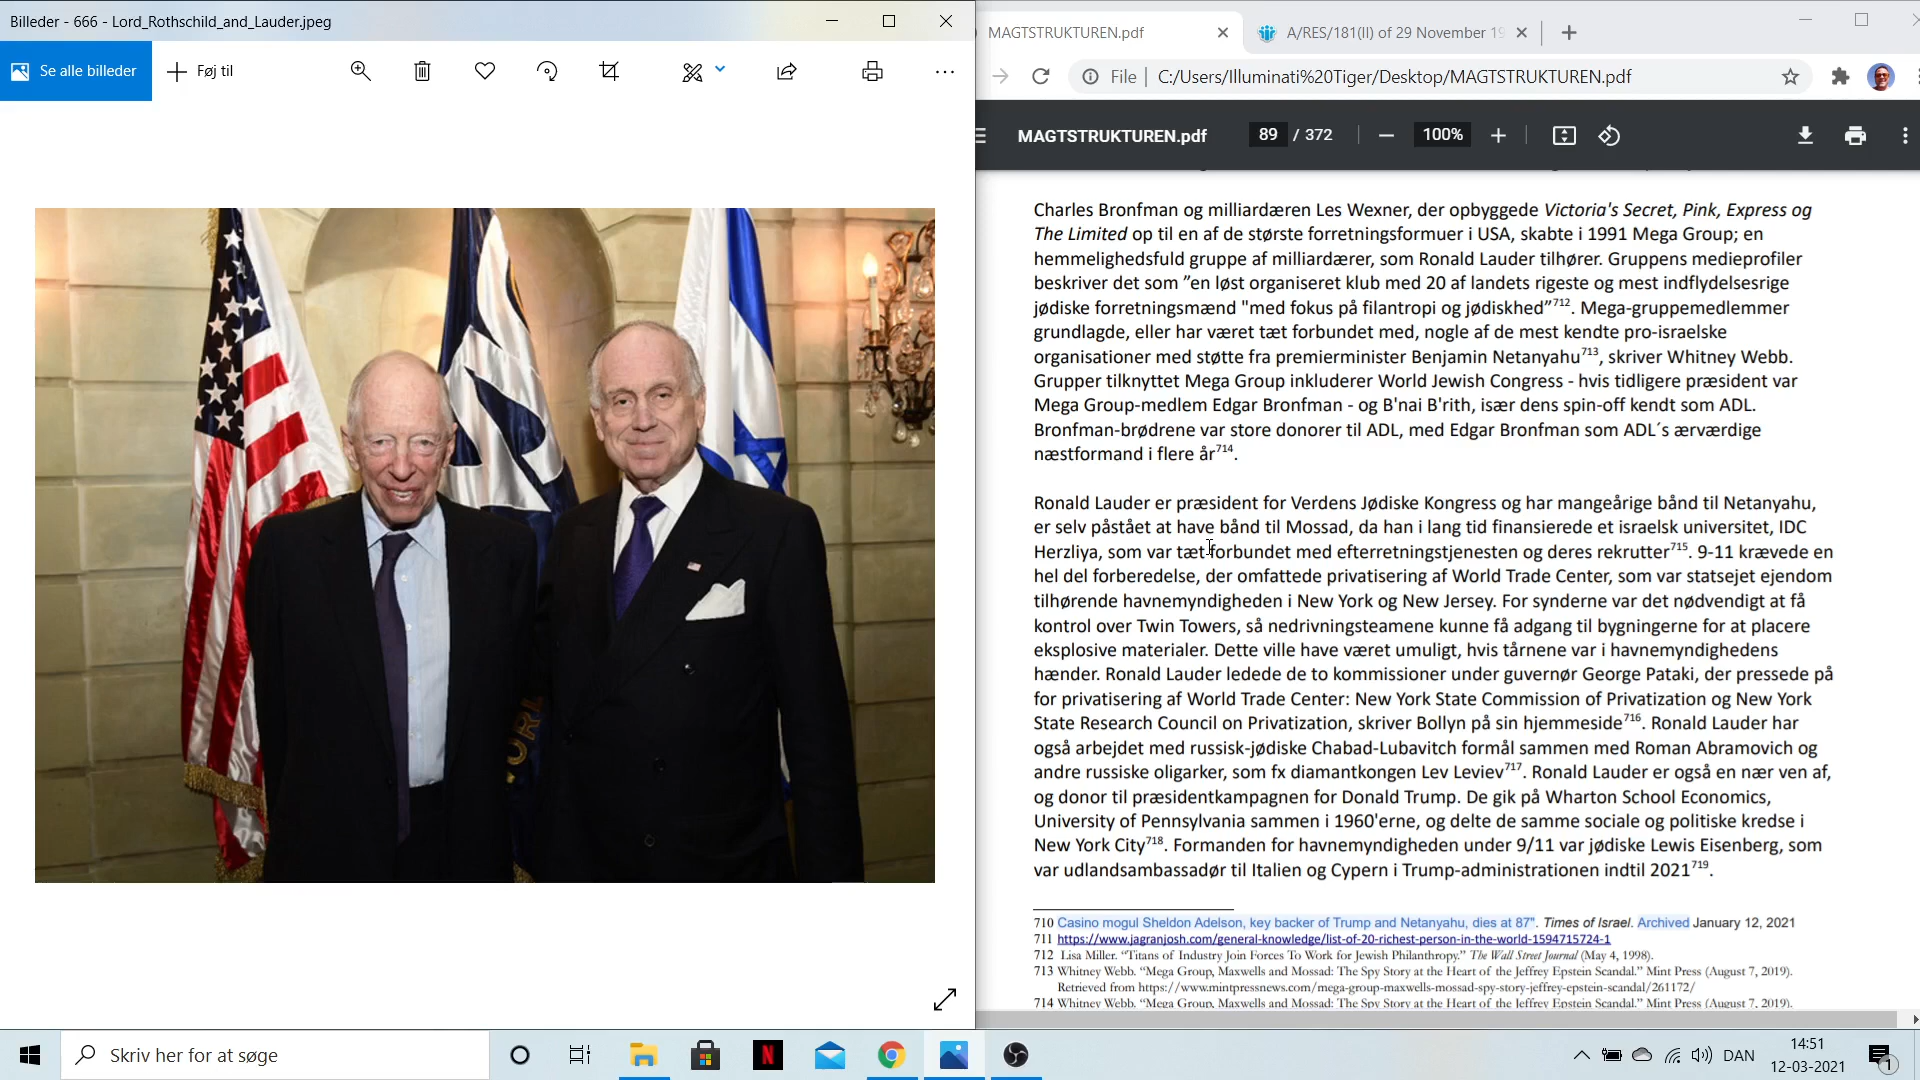 Billeder - 666 - Lord_Rothschild_and_Lauder.jpeg
Se alle billeder
Føj til
MAGTSTRUKTUREN.pdf
A/RES/181(II) of 29 November 19
File
C:/Users/Illuminati%20Tiger/Desktop/MAGTSTRUKTUREN.pdf
MAGTSTRUKTUREN.pdf
89 / 372
100%
Charles Bronfman og milliardæren Les Wexner, der opbyggede Victoria's Secret, Pink, Express og
The Limited op til en af de største forretningsformuer i USA, skabte i 1991 Mega Group; en
hemmelighedsfuld gruppe af milliardærer, som Ronald Lauder tilhører. Gruppens medieprofiler
beskriver det som ”en løst organiseret klub med 20 af landets rigeste og mest indflydelsesrige
jødiske forretningsmænd "med fokus på filantropi og jødiskhed”712. Mega-gruppemedlemmer
grundlagde, eller har været tæt forbundet med, nogle af de mest kendte pro-israelske
organisationer med støtte fra premierminister Benjamin Netanyahu713, skriver Whitney Webb.
Grupper tilknyttet Mega Group inkluderer World Jewish Congress - hvis tidligere præsident var
Mega Group-medlem Edgar Bronfman - og B'nai B'rith, især dens spin-off kendt som ADL.
Bronfman-brødrene var store donorer til ADL, med Edgar Bronfman som ADL´s ærværdige
næstformand i flere år714.
Ronald Lauder er præsident for Verdens Jødiske Kongress og har mangeårige bånd til Netanyahu,
er selv påstået at have bånd til Mossad, da han i lang tid finansierede et israelsk universitet, IDC
Herzliya, som var tæt forbundet med efterretningstjenesten og deres rekrutter715. 9-11 krævede en
hel del forberedelse, der omfattede privatisering af World Trade Center, som var statsejet ejendom
tilhørende havnemyndigheden i New York og New Jersey. For synderne var det nødvendigt at få
kontrol over Twin Towers, så nedrivningsteamene kunne få adgang til bygningerne for at placere
eksplosive materialer. Dette ville have været umuligt, hvis tårnene var i havnemyndighedens
hænder. Ronald Lauder ledede de to kommissioner under guvernør George Pataki, der pressede på
for privatisering af World Trade Center: New York State Commission of Privatization og New York
State Research Council on Privatization, skriver Bollyn på sin hjemmeside716. Ronald Lauder har
også arbejdet med russisk-jødiske Chabad-Lubavitch formål sammen med Roman Abramovich og
andre russiske oligarker, som fx diamantkongen Lev Leviev717. Ronald Lauder er også en nær ven af,
og donor til præsidentkampagnen for Donald Trump. De gik på Wharton School Economics,
University of Pennsylvania sammen i 1960'erne, og delte de samme sociale og politiske kredse i
New York City718. Formanden for havnemyndigheden under 9/11 var jødiske Lewis Eisenberg, som
var udlandsambassadør til Italien og Cypern i Trump-administrationen indtil 2021719.
710 Casino mogul Sheldon Adelson, key backer of Trump and Netanyahu, dies at 87". Times of Israel. Archived January 12, 2021
711 https://www.jagranjosh.com/general-knowledge/list-of-20-richest-person-in-the-world-1594715724-1
712 Lisa Miller. “Titans of Industry Join Forces To Work for Jewish Philanthropy.” The Wall Street Journal (May 4, 1998).
713 Whitney Webb. “Mega Group, Maxwells and Mossad: The Spy Story at the Heart of the Jeffrey Epstein Scandal.” Mint Press (August 7, 2019).
Retrieved from https://www.mintpressnews.com/mega-group-maxwells-mossad-spy-story-jeffrey-epstein-scandal/261172/
714 Whitney Webb. “Mega Group, Maxwells and Mossad: The Spy Story at the Heart of the Jeffrey Epstein Scandal.” Mint Press (August 7, 2019).
Skriv her for at søge
DAN
14:51
12-03-2021
1